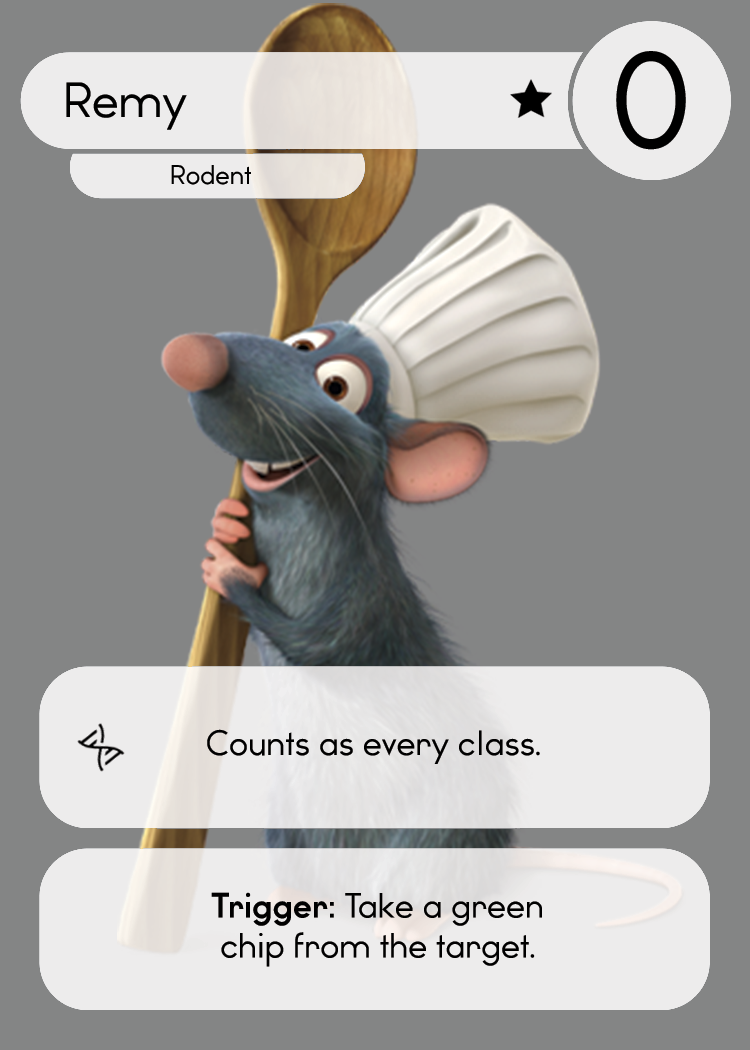 Remy
0
Rodent
Counts as every class.
Trigger: Take a green
chip from the target.